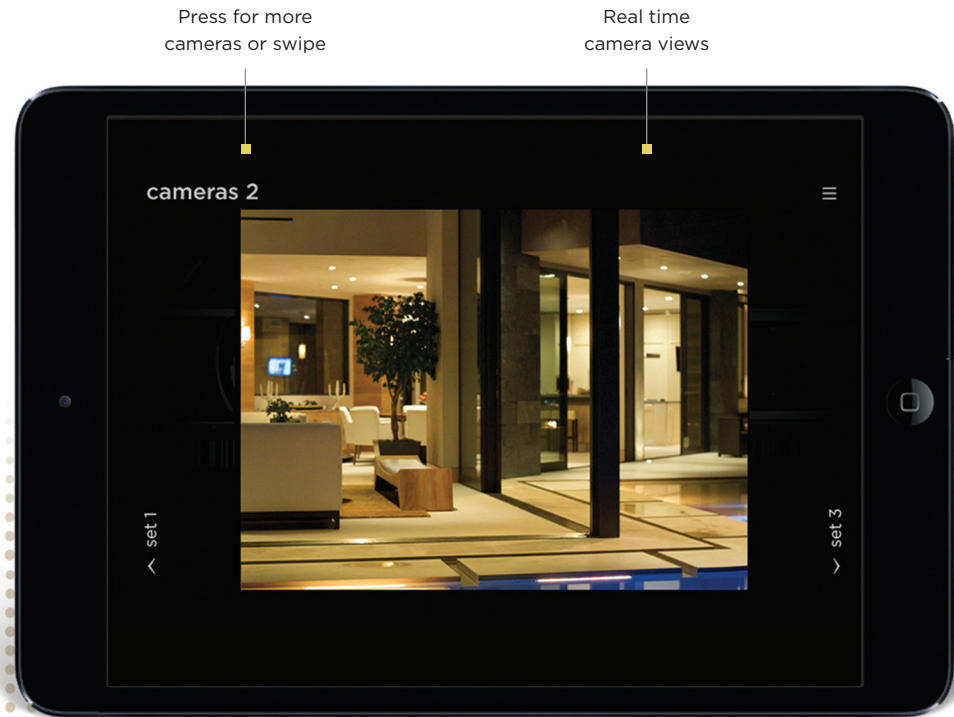 Press for more
cameras or swipe
Real time
camera views
cameras 2
set 1
set 3